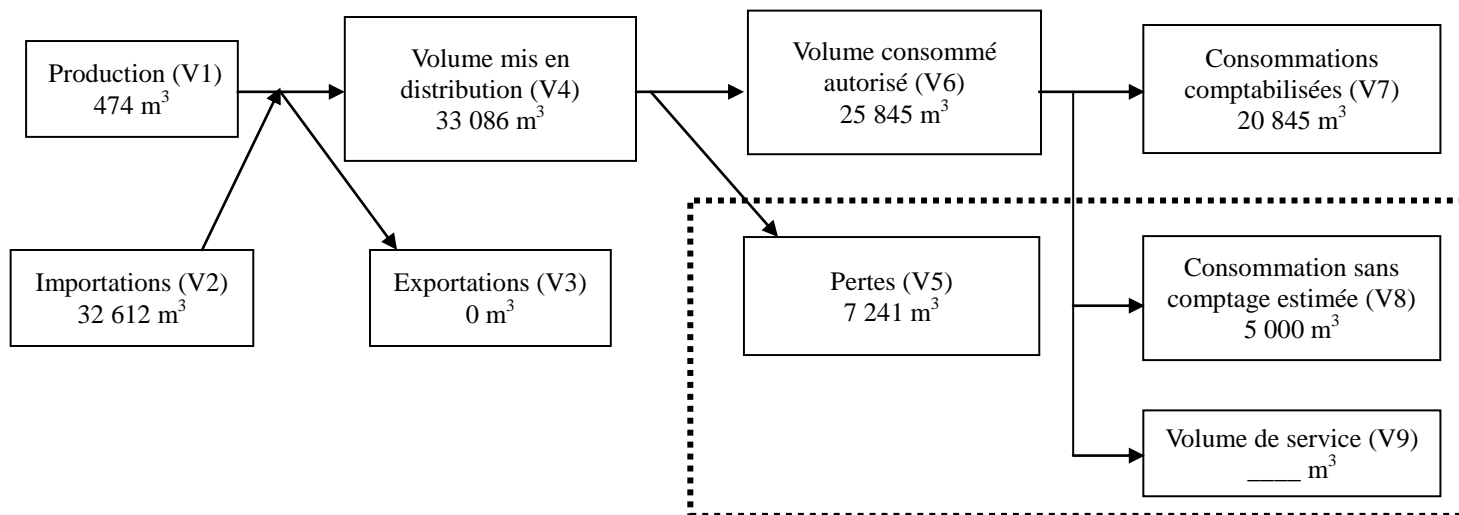 Production (V1)
474 m³
Volume mis en
distribution (V4)
33 086 m³
Volume consommé
autorisé (V6)
25 845 m³
Consommations
comptabilisées (V7)
20 845 m³
Importations (V2)
32 612 m³
Exportations (V3)
0 m³
Pertes (V5)
7 241 m³
Consommation sans
comptage estimée (V8)
5 000 m³
Volume de service (V9)
____ m³